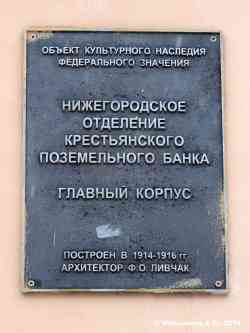 ОБЪЕКТ КУЛЬТУРНОГО НАСЛЕДИЯ
ФЕДЕРАЛЬНОГО ЗНАЧЕНИЯ
НИЖЕГОРОДСКОЕ
ОТДЕЛЕНИЕ
КРЕСТЬЯНСКОГО
ПОЗЕМЕЛЬНОГО БАНКА
ГЛАВНЫЙ КОРПУС
ПОСТРОЕН В 1914-1916 гг
АРХИТЕКТОР Ф.О. ЛИВЧАК